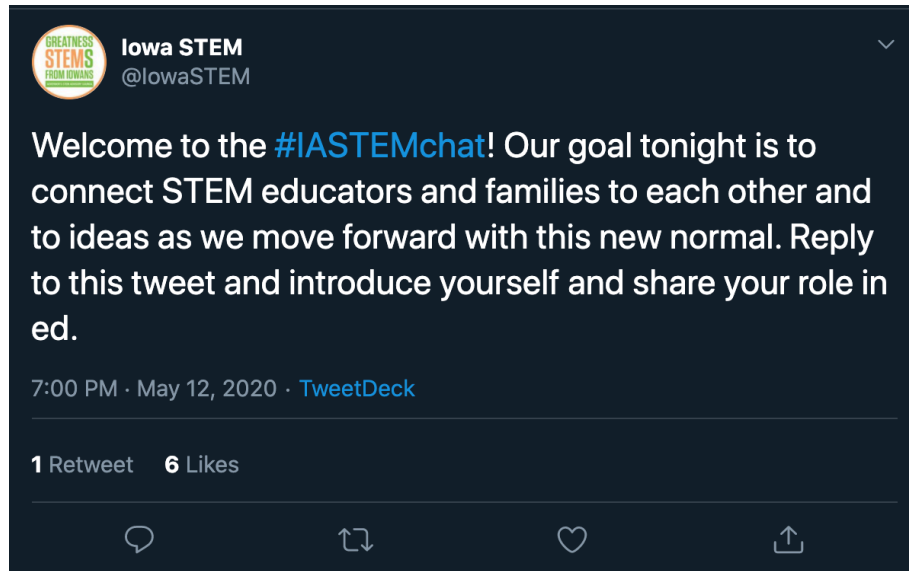 GREATNESS
STEMS
FROM IOWANS
Iowa STEM
@IowaSTEM
Welcome to the #IASTEMchat! Our goal tonight is to
connect STEM educators and families to each other and
to ideas as we move forward with this new normal. Reply
to this tweet and introduce yourself and share your role in
ed.
7:00 PM · May 12, 2020 · TweetDeck
1 Retweet 6 Likes